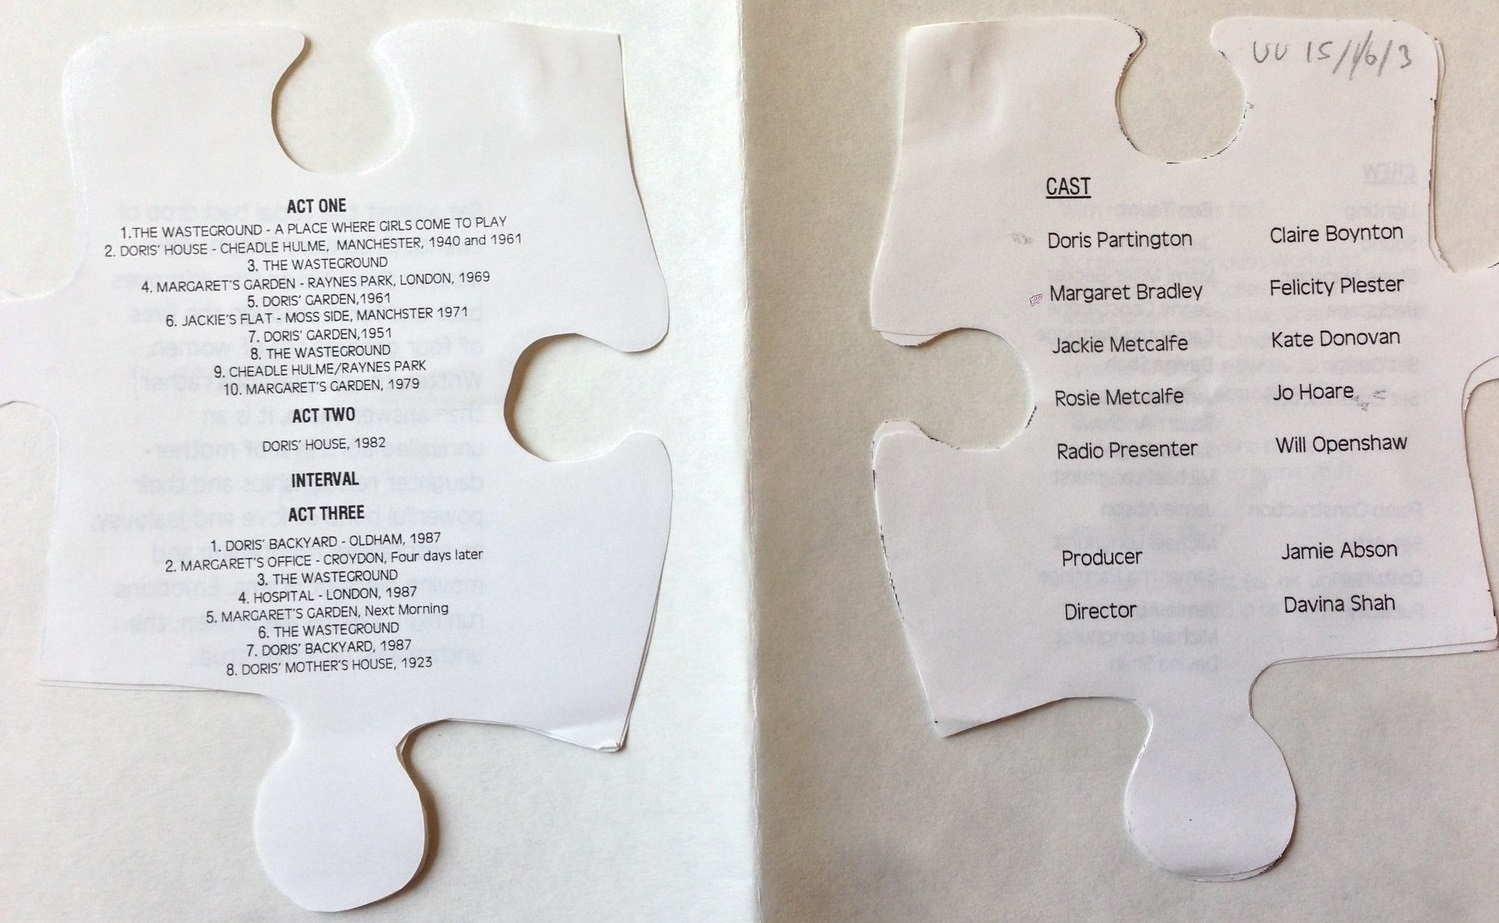 ACT ONE
1.THE WASTEGROUND - A PLACE WHERE GIRLS COME TO PLAY
2. DORIS' HOUSE - CHEADLE HULME, MANCHESTER, 1940 and 1961
3. THE WASTEGROUND
4. MARGARET'S GARDEN - RAYNES PARK, LONDON, 1969
5. DORIS' GARDEN,1961
6. JACKIE'S FLAT - MOSS SIDE, MANCHSTER 1971
7. DORIS' GARDEN,1951
8. THE WASTEGROUND
9. CHEADLE HULME/RAYNES PARK
10. MARGARET'S GARDEN, 1979
ACT TWO
DORIS' HOUSE, 1982
INTERVAL
ACT THREE
1. DORIS' BACKYARD - OLDHAM, 1987
2. MARGARET'S OFFICE - CROYDON, Four days later
3. THE WASTEGROUND
4. HOSPITAL - LONDON, 1987
5. MARGARET'S GARDEN, Next Morning
6. THE WASTEGROUND
7. DORIS' BACKYARD, 1987
8. DORIS' MOTHER'S HOUSE, 1923
UU 15/1/6/3
CAST
Doris Partington Claire Boynton
Margaret Bradley Felicity Plester
Jackie Metcalfe Kate Donovan
Rosie Metcalfe Jo Hoare
Radio Presenter Will Openshaw
Producer Jamie Abson
Director Davina Shah